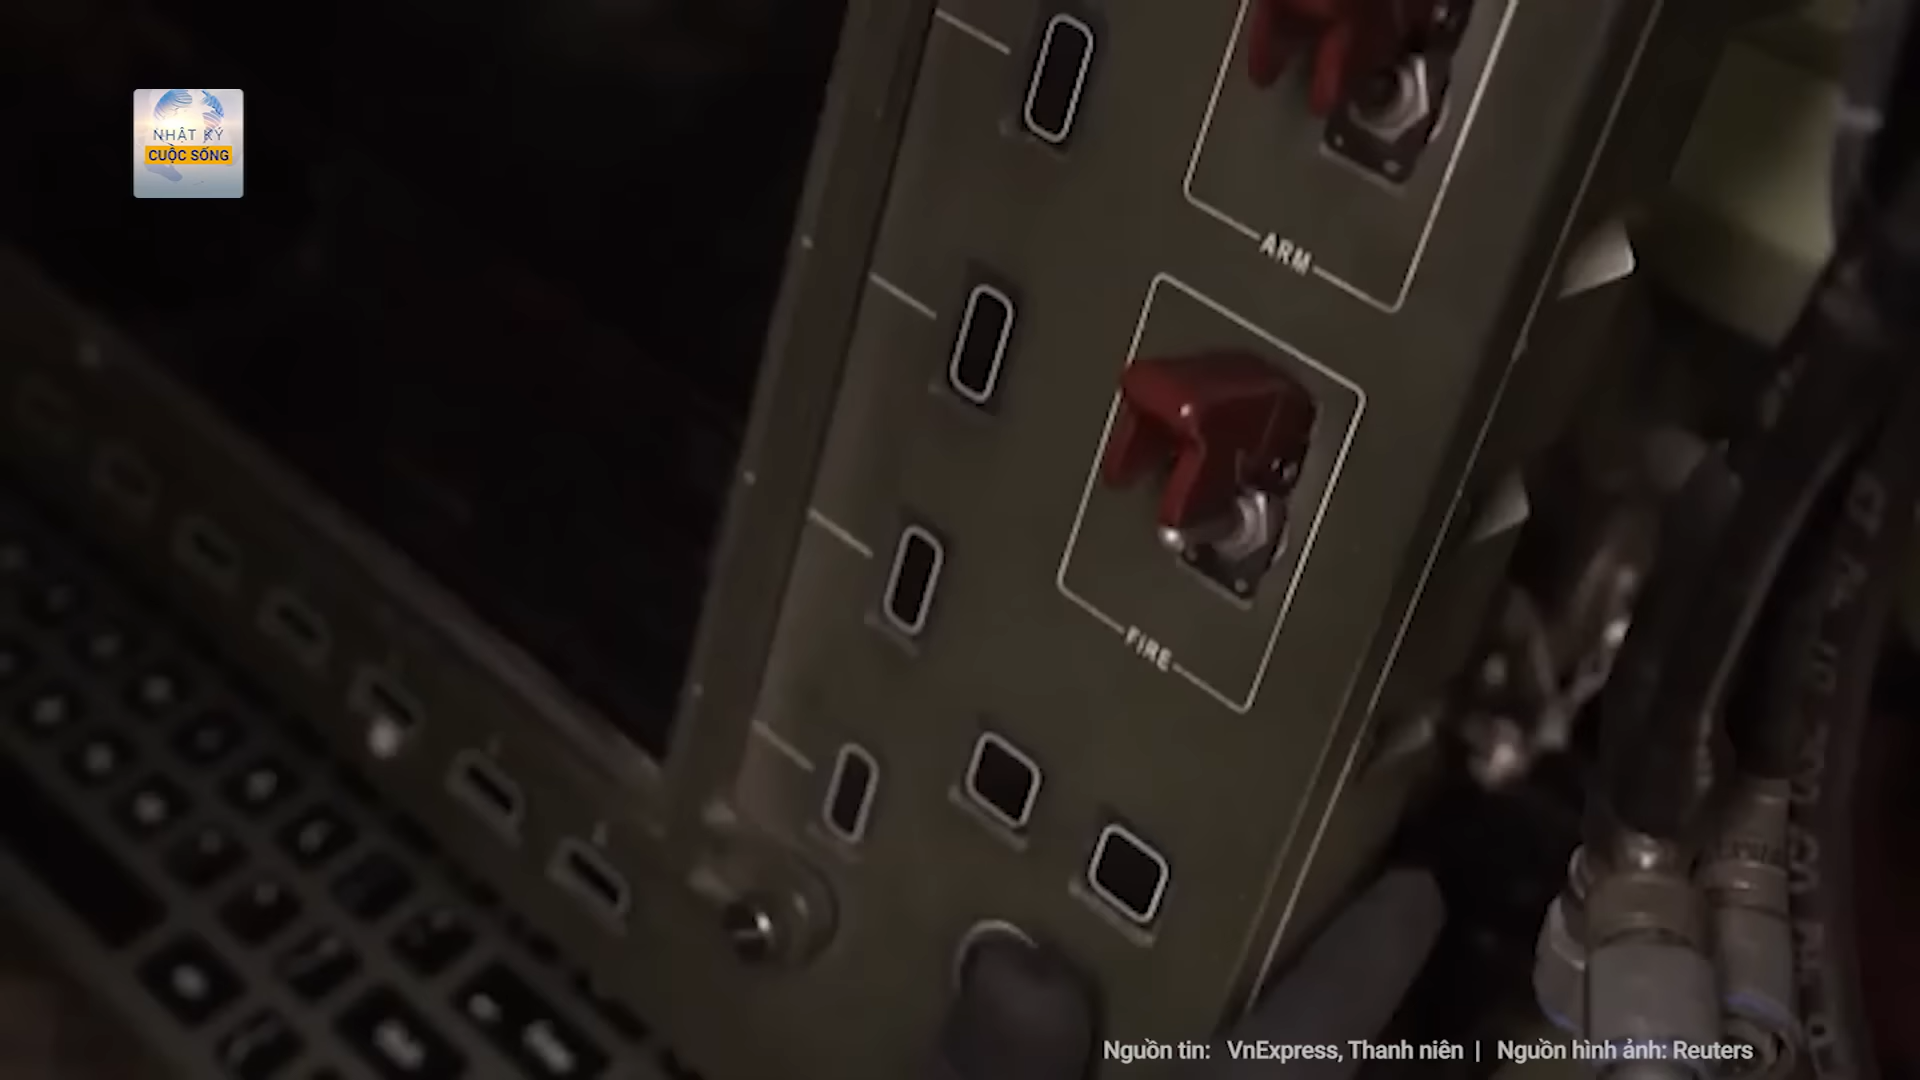 NHẬT KÝ
CUỘC SỐNG
ARM
FIRE
Nguồn tin: VnExpress, Thanh niên | Nguồn hình ảnh: Reuters